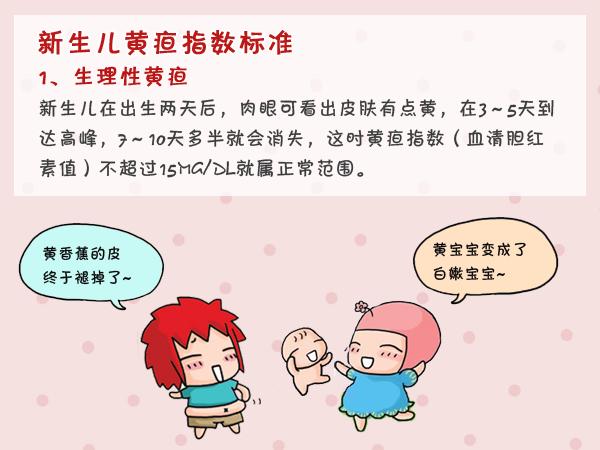 新生儿黄疸指数标准
1、生理性黄疸
新生儿在出生两天后，肉眼可看出皮肤有点黄，在3～5天到
达高峰，7～10天多半就会消失，这时黄疸指数（血请胆红
素值）不超过15MG/DL就属正常范围。
黄香蕉的皮
终于褪掉了~
黄宝宝变成了
白嫩宝宝~